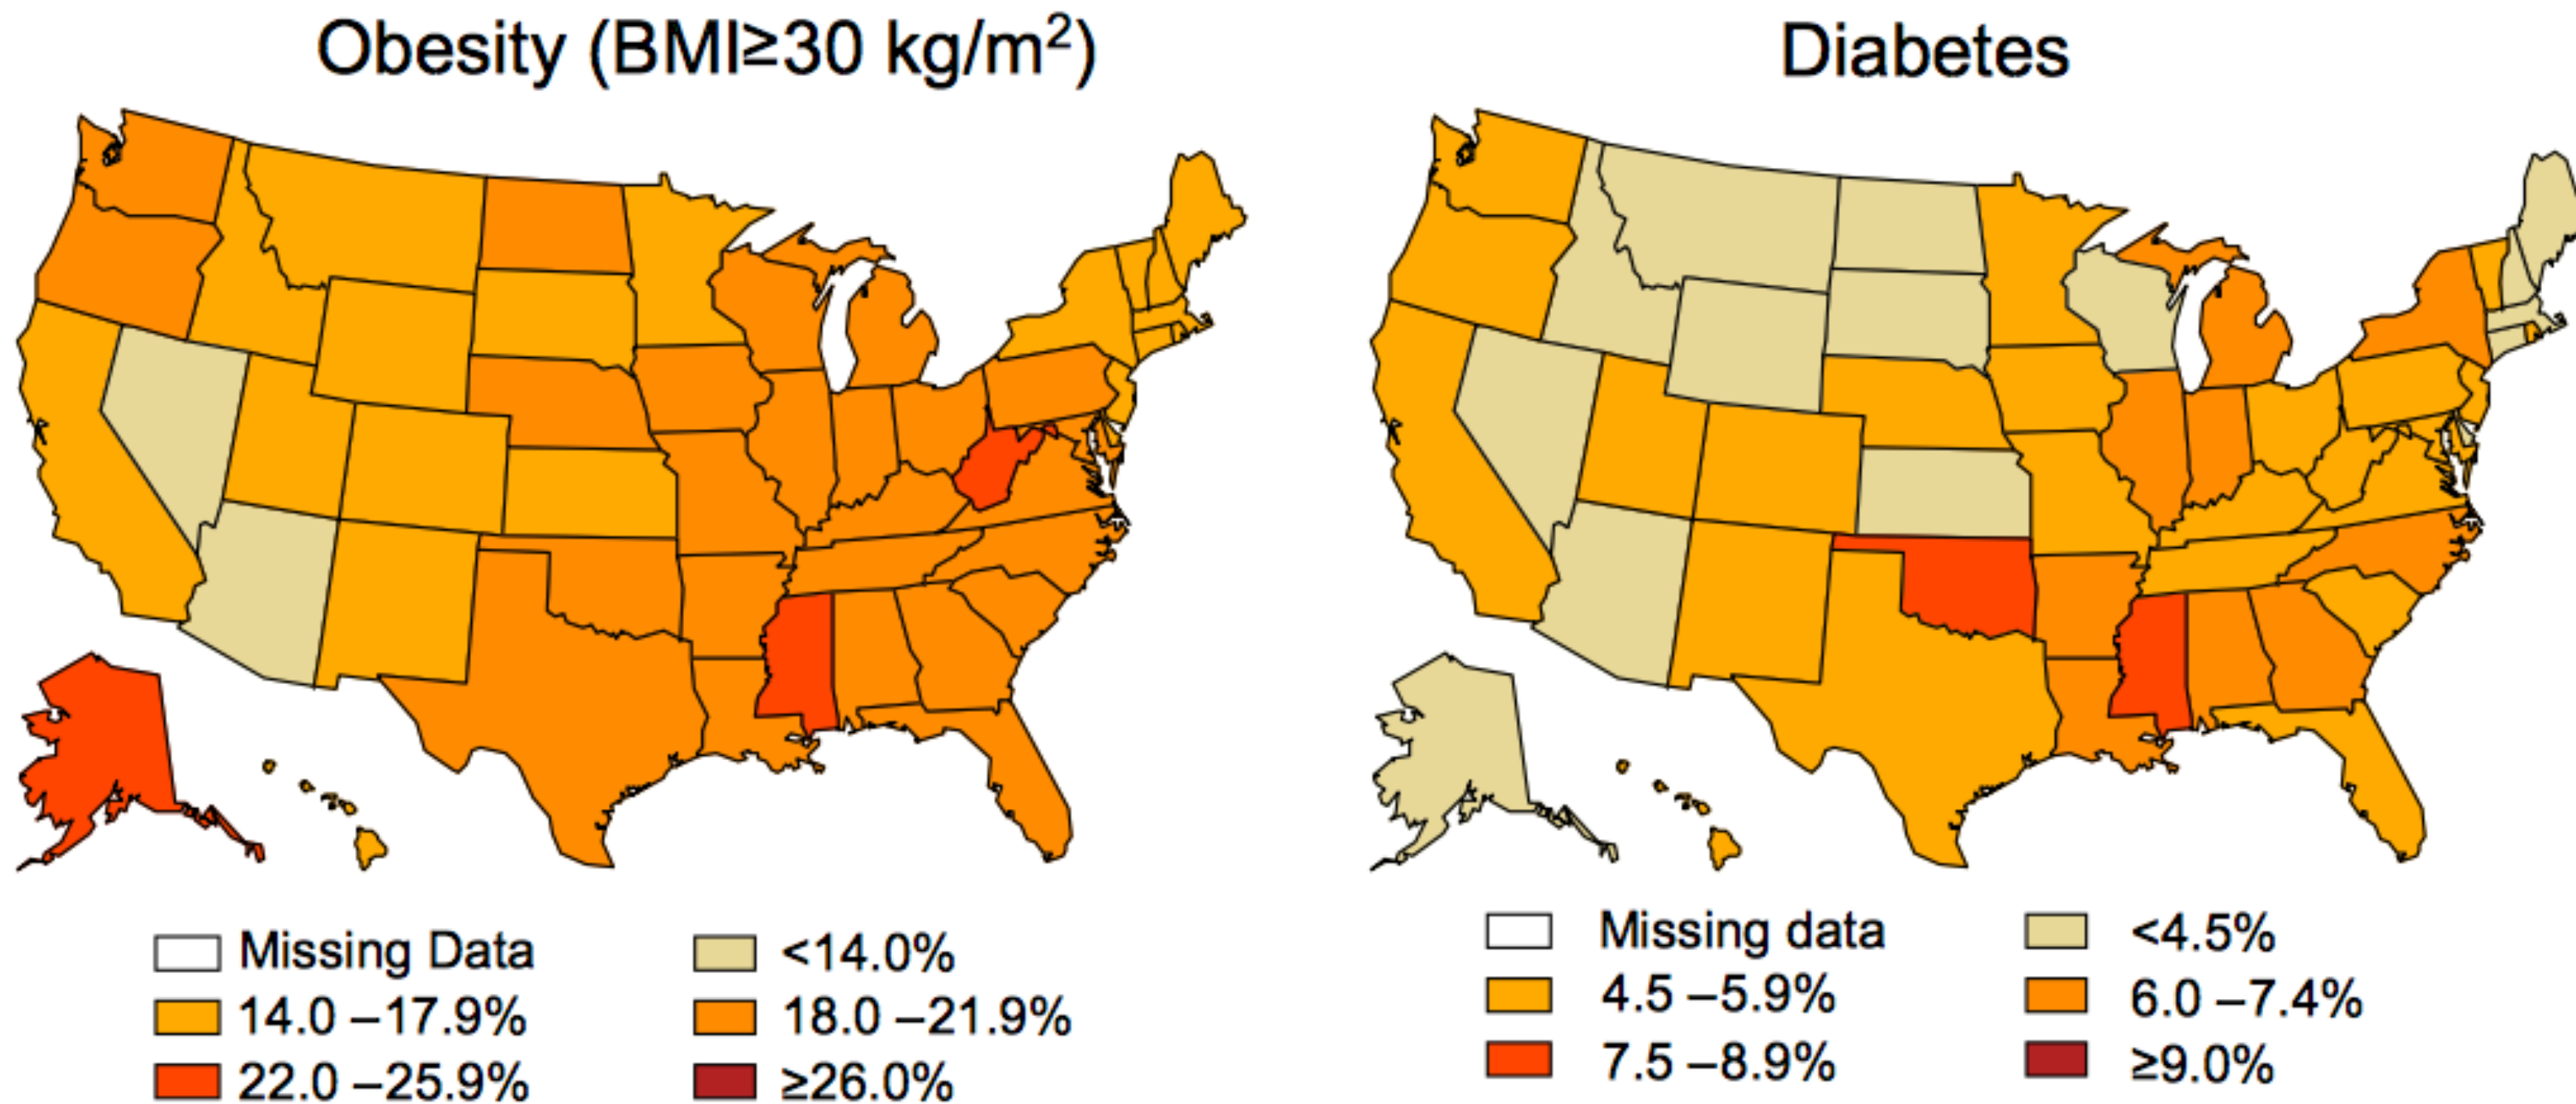 Obesity (BMI≥30 kg/m²)
Missing Data
<14.0%
14.0 –17.9%
18.0 –21.9%
22.0 –25.9%
≥26.0%
Diabetes
Missing data
<4.5%
4.5 –5.9%
6.0 –7.4%
7.5 –8.9%
≥9.0%